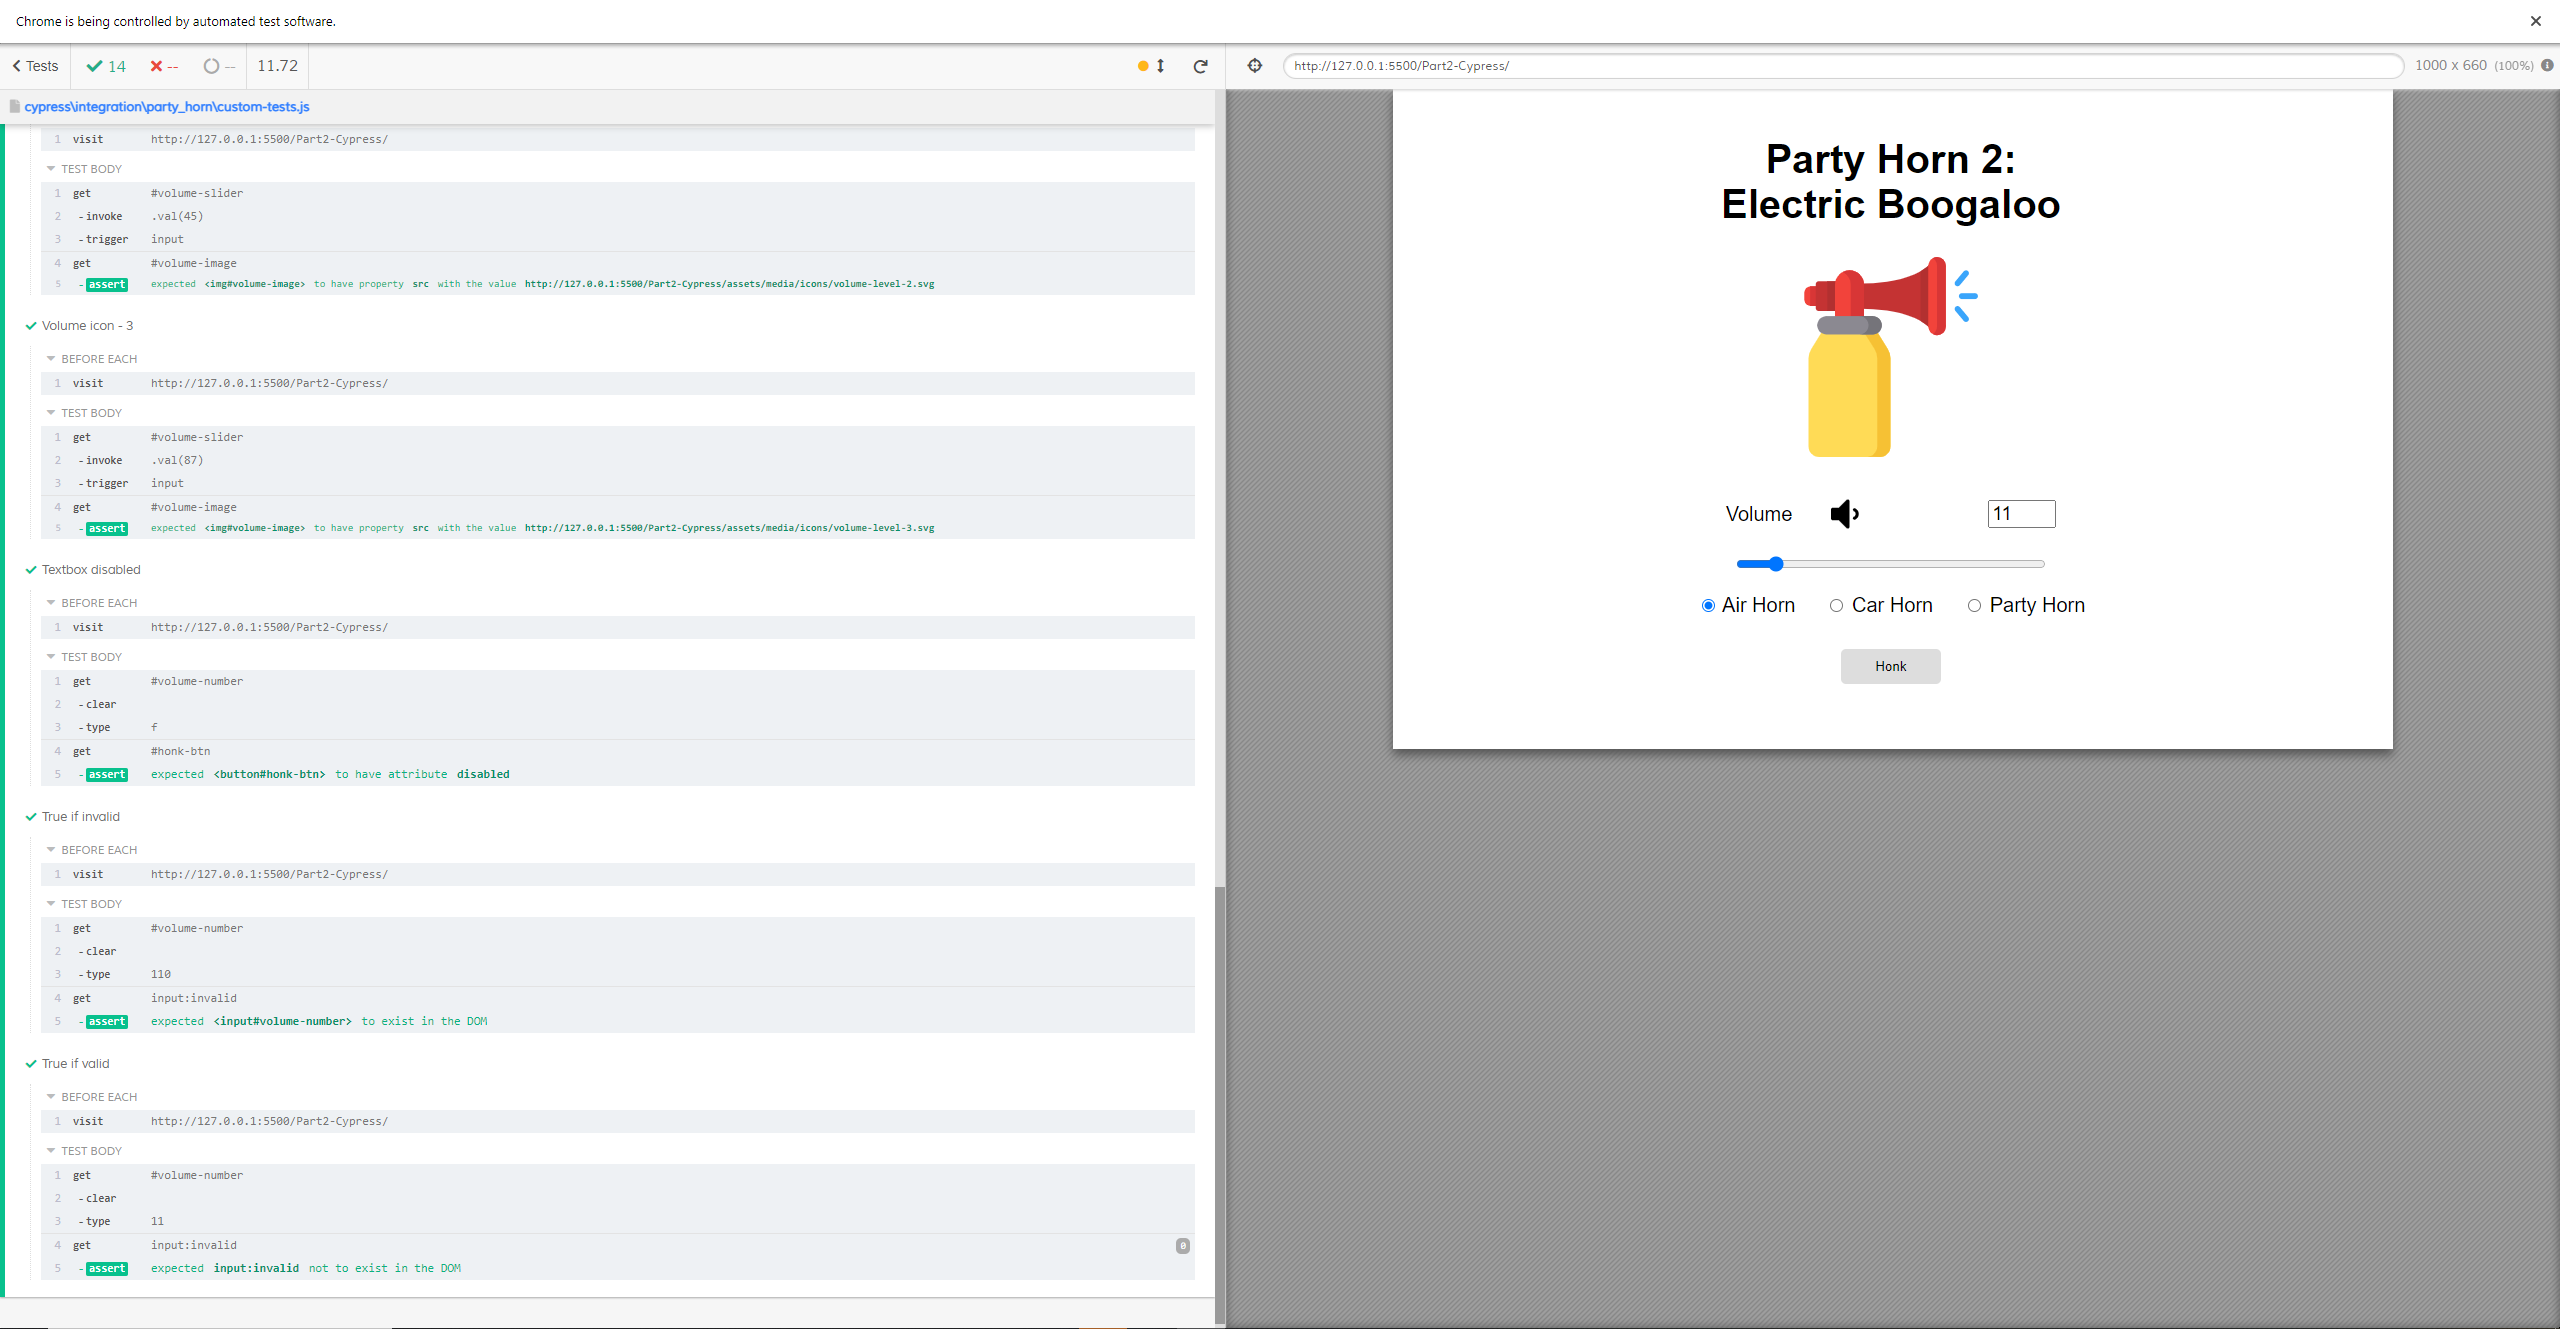 Chrome is being controlled by automated test software.
Tests 14 -- -- 11.72
http://127.0.0.1:5500/Part2-Cypress/ 1000 x 660 (100%)
cypress\integration\party_horn\custom-tests.js
1 visit http://127.0.0.1:5500/Part2-Cypress/
TEST BODY
1 get #volume-slider
2 -invoke .val(45)
3 -trigger input
4 get #volume-image
5 -assert expected <img#volume-image> to have property src with the value http://127.0.0.1:5500/Part2-Cypress/assets/media/icons/volume-level-2.svg
Volume icon - 3
BEFORE EACH
1 visit http://127.0.0.1:5500/Part2-Cypress/
TEST BODY
1 get #volume-slider
2 -invoke .val(87)
3 -trigger input
4 get #volume-image
5 -assert expected <img#volume-image> to have property src with the value http://127.0.0.1:5500/Part2-Cypress/assets/media/icons/volume-level-3.svg
Textbox disabled
BEFORE EACH
1 visit http://127.0.0.1:5500/Part2-Cypress/
TEST BODY
1 get #volume-number
2 -clear
3 -type f
4 get #honk-btn
5 -assert expected <button#honk-btn> to have attribute disabled
True if invalid
BEFORE EACH
1 visit http://127.0.0.1:5500/Part2-Cypress/
TEST BODY
1 get #volume-number
2 -clear
3 -type 110
4 get input:invalid
5 -assert expected <input#volume-number> to exist in the DOM
True if valid
BEFORE EACH
1 visit http://127.0.0.1:5500/Part2-Cypress/
TEST BODY
1 get #volume-number
2 -clear
3 -type 11
4 get input:invalid 0
5 -assert expected input:invalid not to exist in the DOM
Party Horn 2:
Electric Boogaloo
Volume 11
Air Horn Car Horn Party Horn
Honk